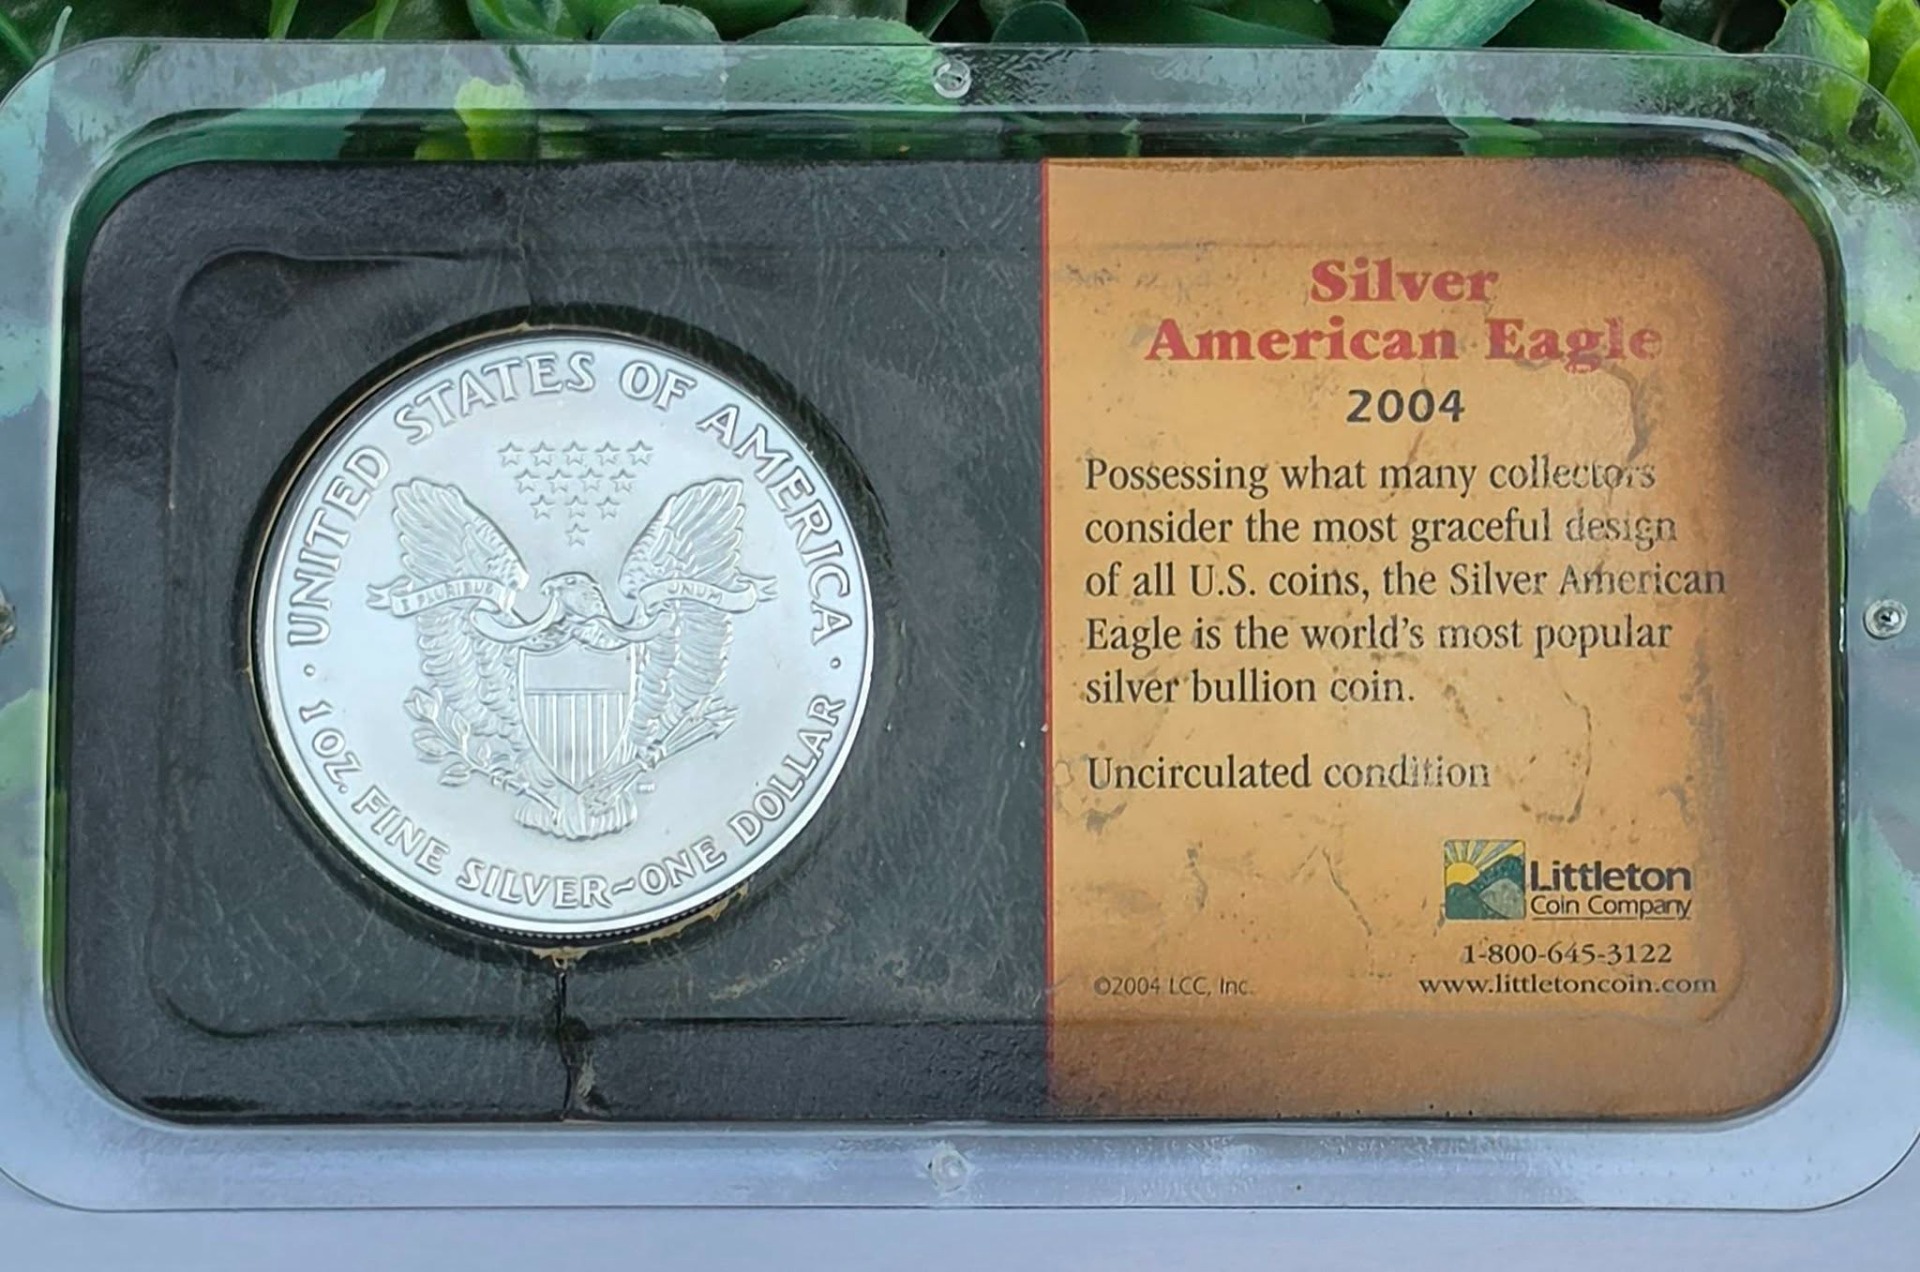 UNITED STATES OF AMERICA
E PLURIBUS UNUM
1 OZ. FINE SILVER~ONE DOLLAR
Silver
American Eagle
2004
Possessing what many collectors
consider the most graceful design
of all U.S. coins, the Silver American
Eagle is the world's most popular
silver bullion coin.
Uncirculated condition
Littleton
Coin Company
1-800-645-3122
www.littletoncoin.com
©2004 LCC, Inc.